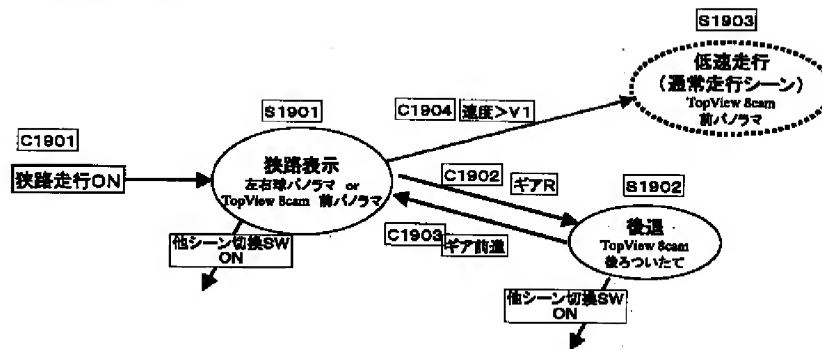 S1903
低速走行
(通常走行シーン)
TopView 8cam
前パノラマ
C1904
速度>V1
S1901
C1901
狭路走行ON
狭路表示
左右球パノラマ or
TopView 8cam 前パノラマ
C1902
ギアR
S1902
C1903
ギア前進
後退
TopView 8cam
後ろついたて
他シーン切換SW
ON
他シーン切換SW
ON